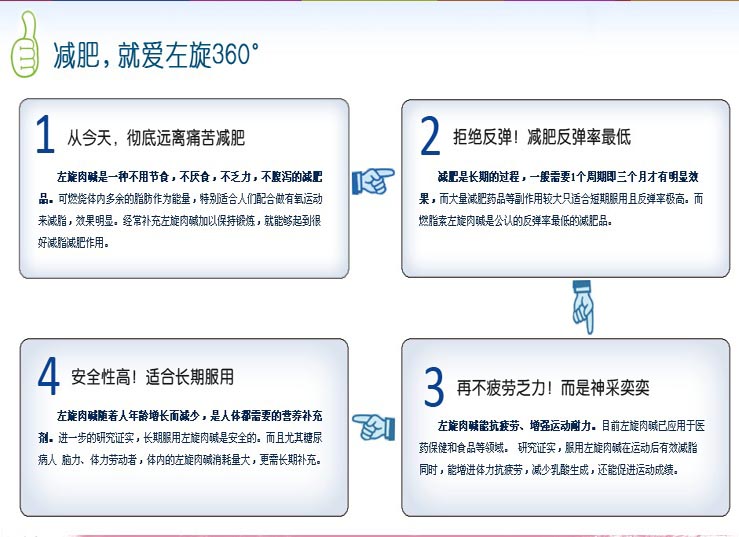 减肥，就爱左旋360°
1 从今天，彻底远离痛苦减肥
左旋肉碱是一种不用节食，不厌食，不乏力，不腹泻的减肥
品。可燃烧体内多余的脂肪作为能量，特别适合人们配合做有氧运动
来减脂，效果明显。经常补充左旋肉碱加以保持锻炼，就能够起到很
好减脂减肥作用。
2 拒绝反弹！减肥反弹率最低
减肥是长期的过程，一般需要1个周期即三个月才有明显效
果，而大量减肥药品等副作用较大只适合短期服用且反弹率极高。而
燃脂素左旋肉碱是公认的反弹率最低的减肥品。
3 再不疲劳乏力！而是神采奕奕
左旋肉碱能抗疲劳、增强运动耐力。目前左旋肉碱已应用于医
药保健和食品等领域。 研究证实，服用左旋肉碱在运动后有效减脂
同时，能增进体力抗疲劳，减少乳酸生成，还能促进运动成绩。
4 安全性高！适合长期服用
左旋肉碱随着人年龄增长而减少，是人体都需要的营养补充
剂。进一步的研究证实，长期服用左旋肉碱是安全的。而且尤其糖尿
病人 脑力、体力劳动者，体内的左旋肉碱消耗量大，更需长期补充。